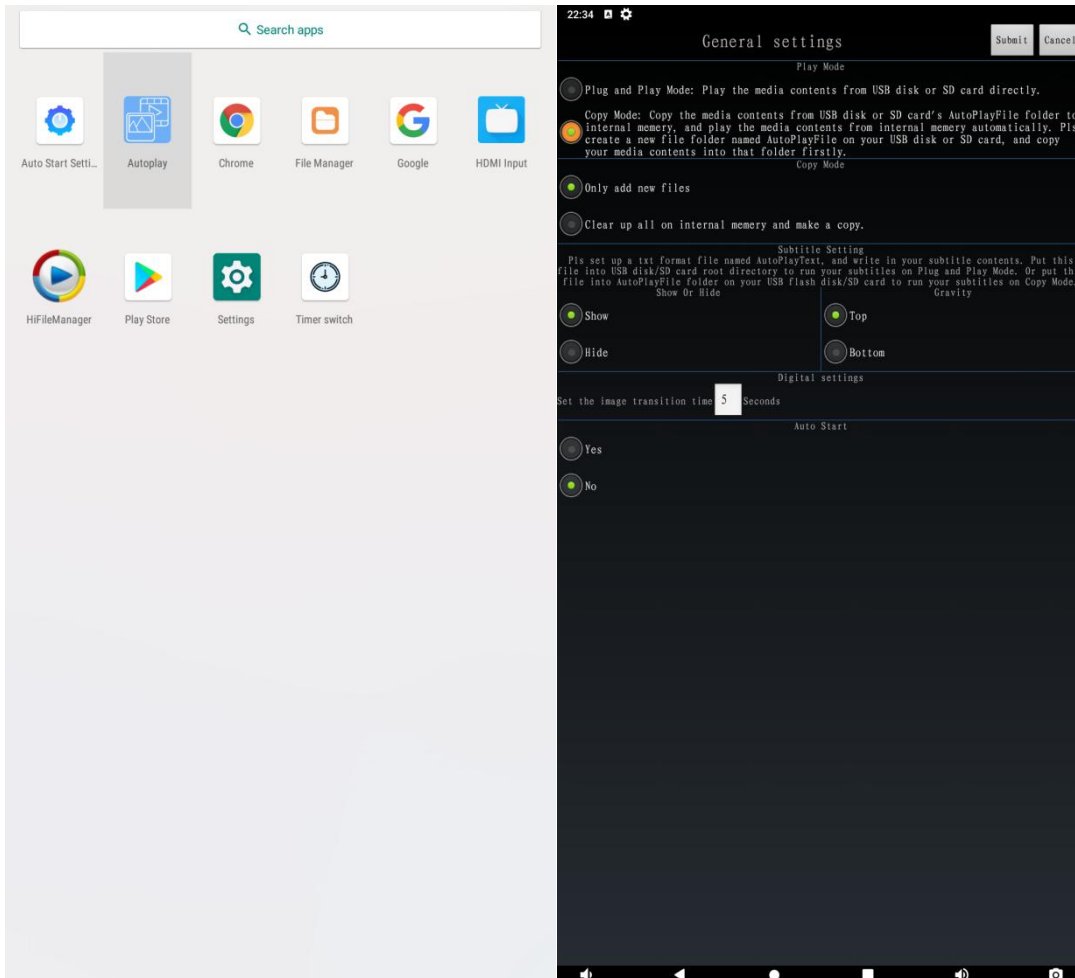 Search apps
Auto Start Setti...
Autoplay
Chrome
File Manager
Google
HDMI Input
HiFileManager
Play Store
Settings
Timer switch
22:34
General settings
Submit
Cancel
Play Mode
Plug and Play Mode: Play the media contents from USB disk or SD card directly.
Copy Mode: Copy the media contents from USB disk or SD card's AutoPlayFile folder to
internal memery, and play the media contents from internal memery automatically. Pls
create a new file folder named AutoPlayFile on your USB disk or SD card, and copy
your media contents into that folder firstly.
Copy Mode
Only add new files
Clear up all on internal memery and make a copy.
Subtitle Setting
Pls set up a txt format file named AutoPlayText, and write in your subtitle contents. Put this
file into USB disk/SD card root directory to run your subtitles on Plug and Play Mode. Or put th
file into AutoPlayFile folder on your USB flash disk/SD card to run your subtitles on Copy Mode.
Show Or Hide
Gravity
Show
Top
Hide
Bottom
Digital settings
Set the image transition time 5 Seconds
Auto Start
Yes
No